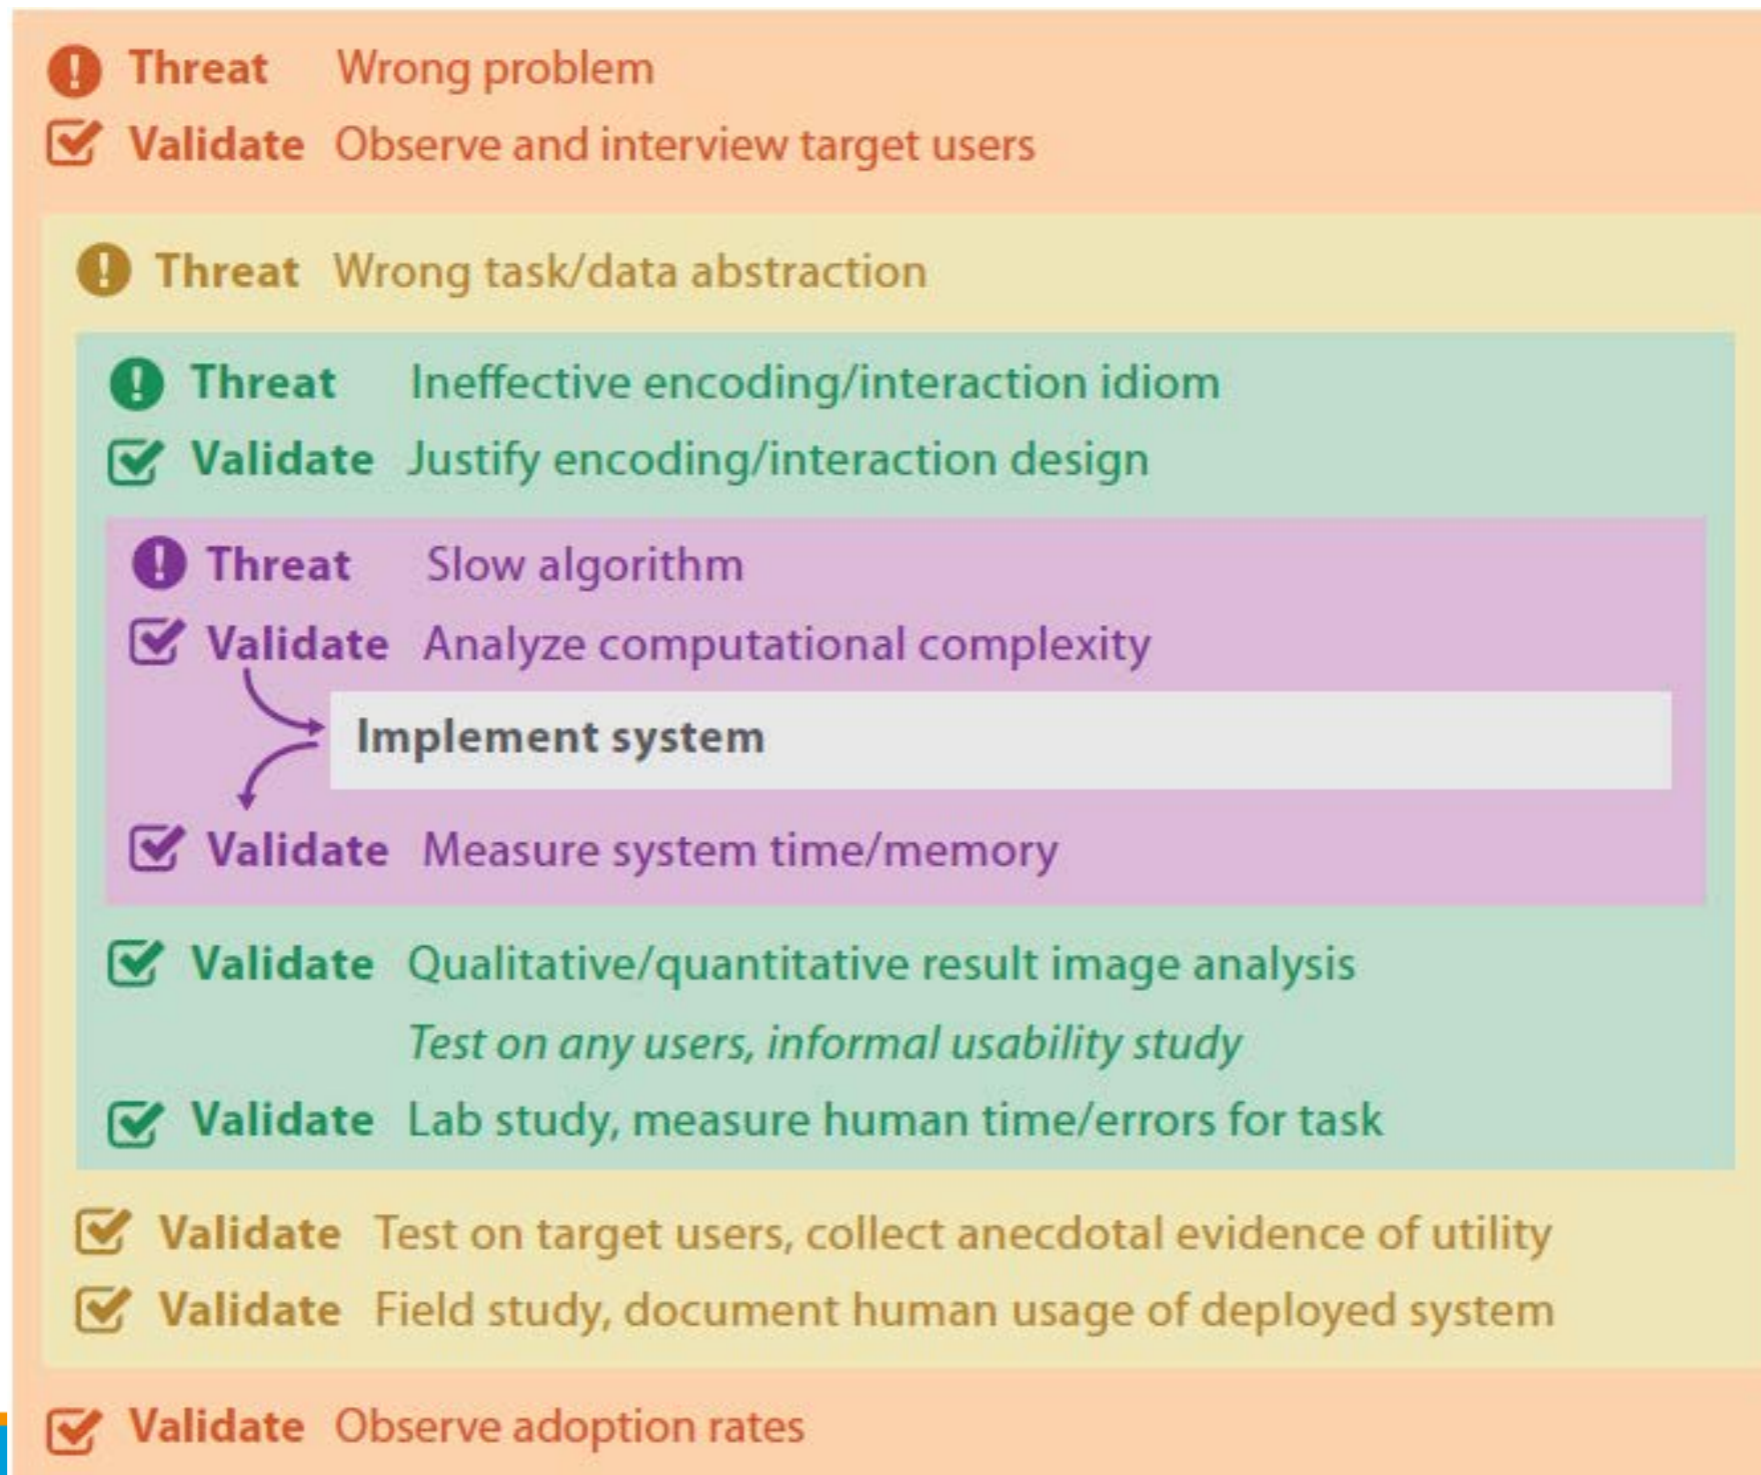 Threat Wrong problem
Validate Observe and interview target users
Threat Wrong task/data abstraction
Threat Ineffective encoding/interaction idiom
Validate Justify encoding/interaction design
Threat Slow algorithm
Validate Analyze computational complexity
Implement system
Validate Measure system time/memory
Validate Qualitative/quantitative result image analysis
Test on any users, informal usability study
Validate Lab study, measure human time/errors for task
Validate Test on target users, collect anecdotal evidence of utility
Validate Field study, document human usage of deployed system
Validate Observe adoption rates